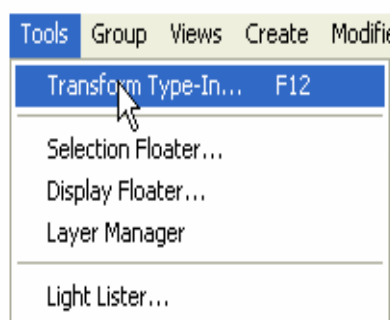 Tools Group Views Create Modifie
Transform Type-In... F12
Selection Floater...
Display Floater...
Layer Manager
Light Lister...